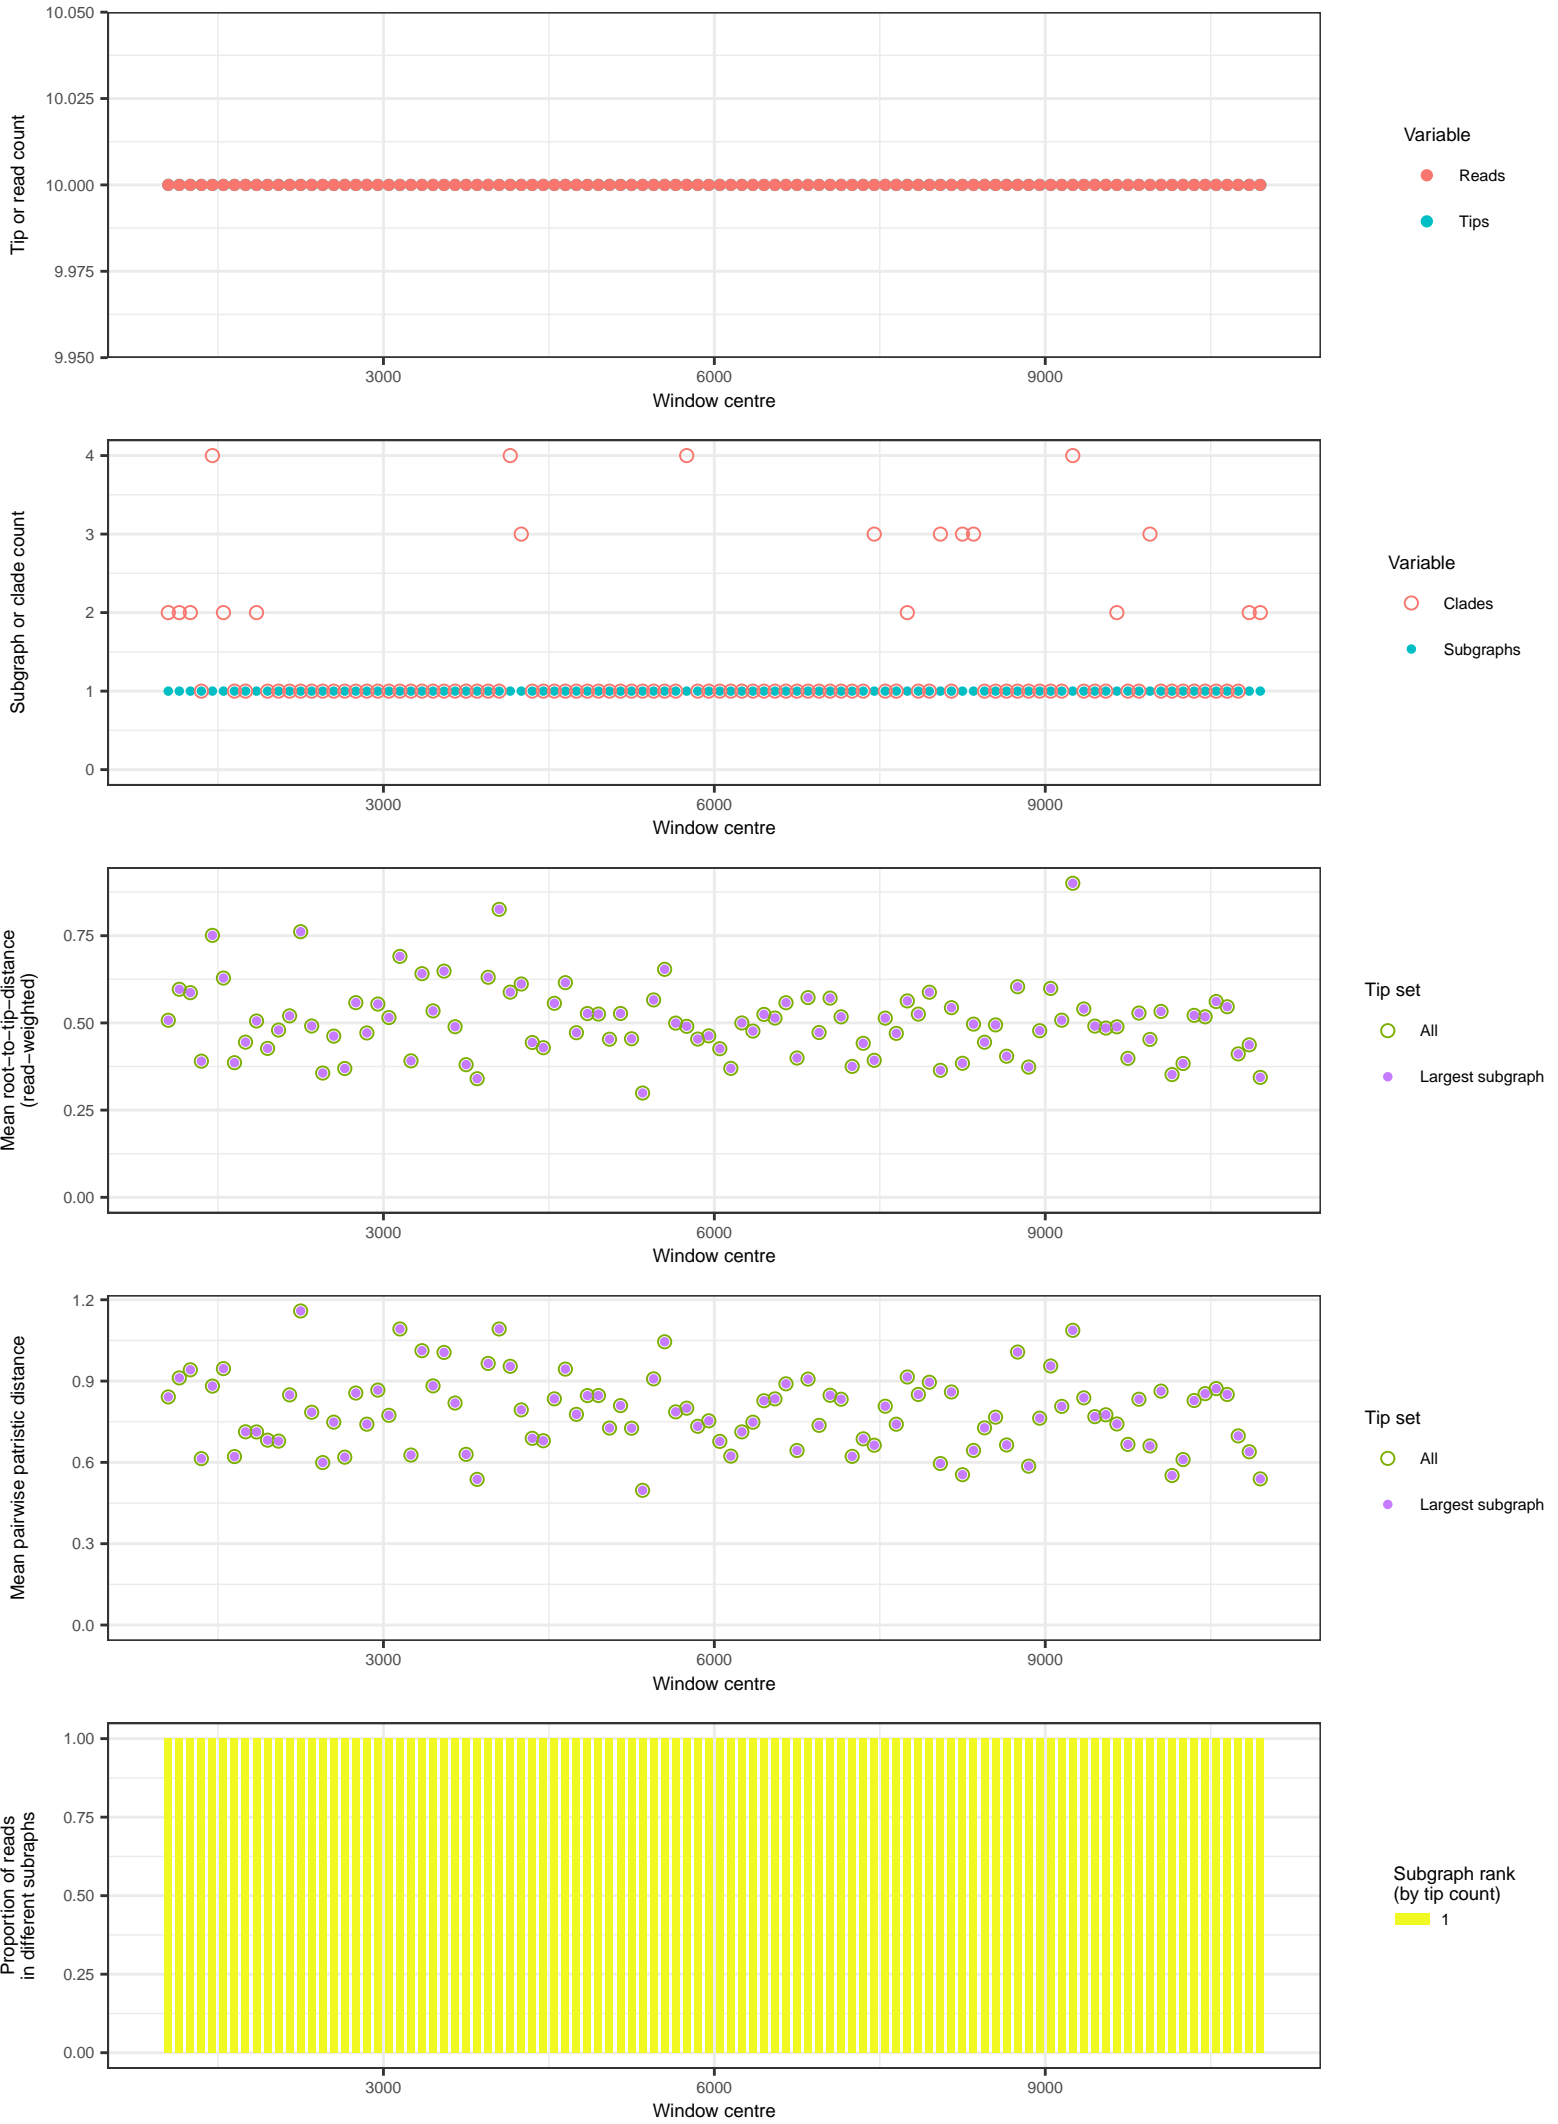 10.050
10.025
10.000
9.975
9.950
Tip or read count
3000
6000
9000
Window centre
Variable
Reads
Tips
4
3
2
1
0
Subgraph or clade count
3000
6000
9000
Window centre
Variable
Clades
Subgraphs
0.75
0.50
0.25
0.00
Mean root−to−tip−distance
(read−weighted)
3000
6000
9000
Window centre
Tip set
All
Largest subgraph
1.2
0.9
0.6
0.3
0.0
Mean pairwise patristic distance
3000
6000
9000
Window centre
Tip set
All
Largest subgraph
1.00
0.75
0.50
0.25
0.00
Proportion of reads
in different subraphs
3000
6000
9000
Window centre
Subgraph rank
(by tip count)
1